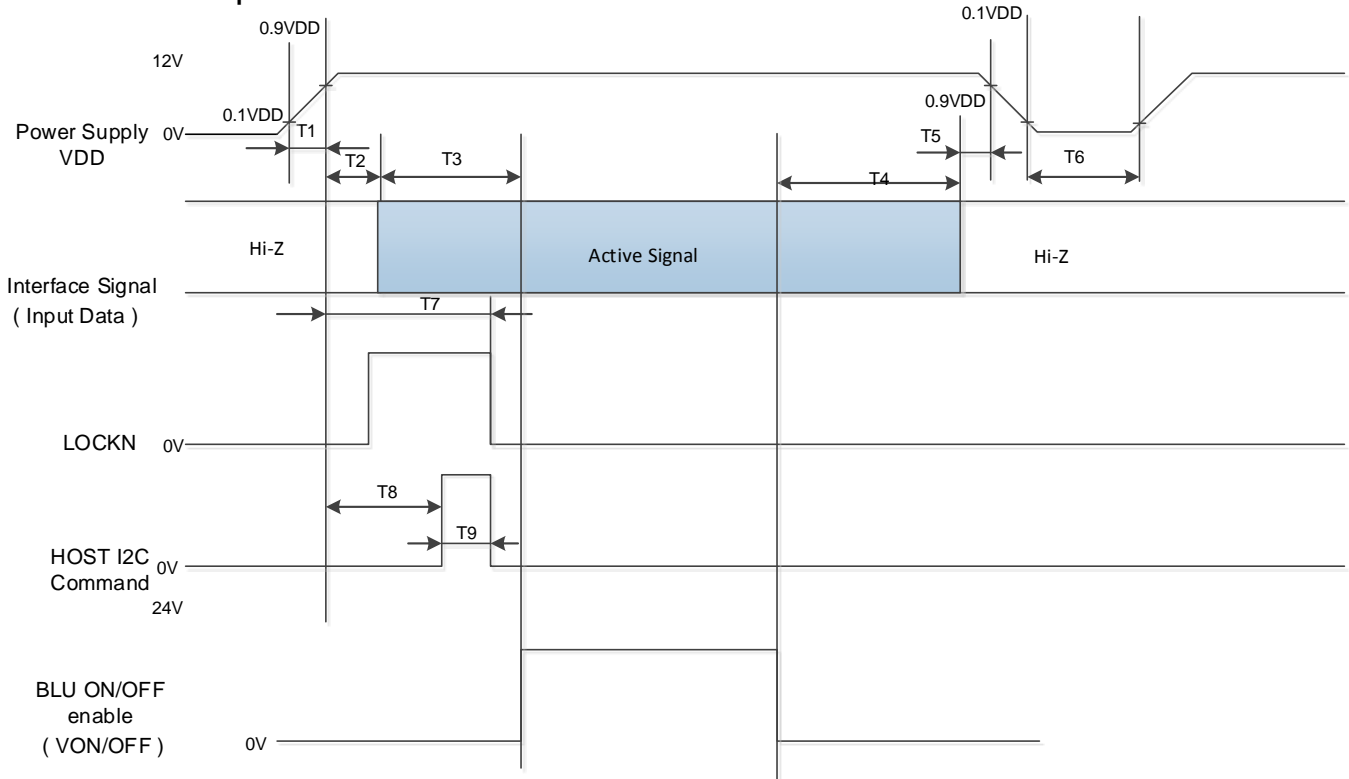 0.9VDD
0.1VDD
12V
0.1VDD
0.9VDD
Power Supply
VDD
0V
T1
T2
T3
T4
T5
T6
Hi-Z
Active Signal
Hi-Z
Interface Signal
( Input Data )
T7
LOCKN
0V
T8
T9
HOST I2C
Command
0V
24V
BLU ON/OFF
enable
( VON/OFF )
0V